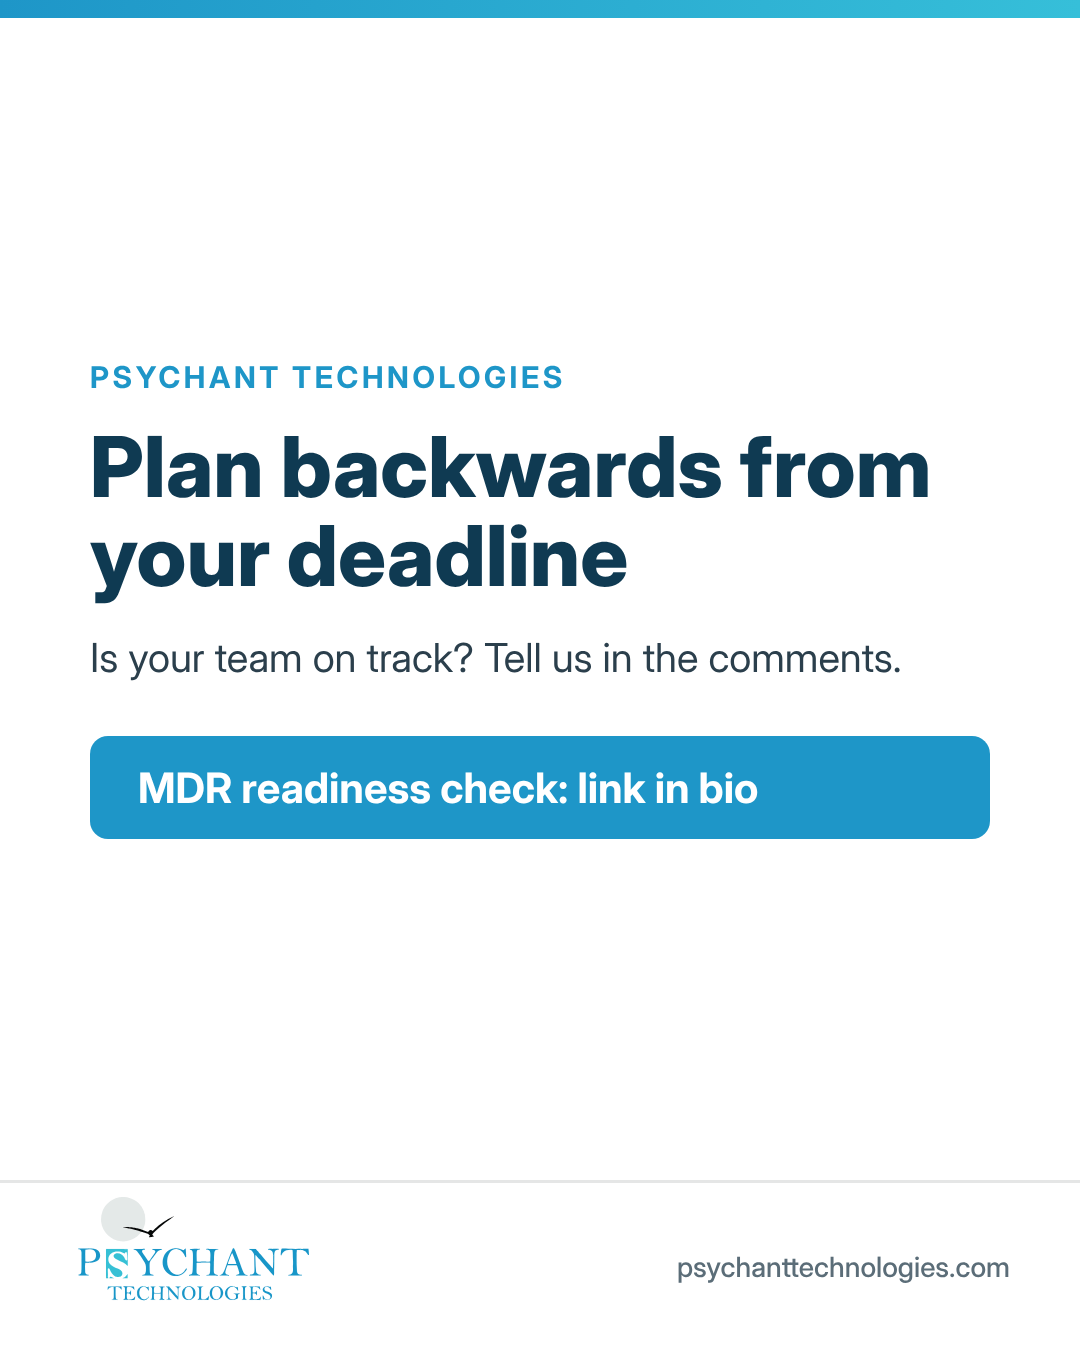 PSYCHANT TECHNOLOGIES
Plan backwards from
your deadline
Is your team on track? Tell us in the comments.
MDR readiness check: link in bio
PSYCHANT
TECHNOLOGIES
psychanttechnologies.com